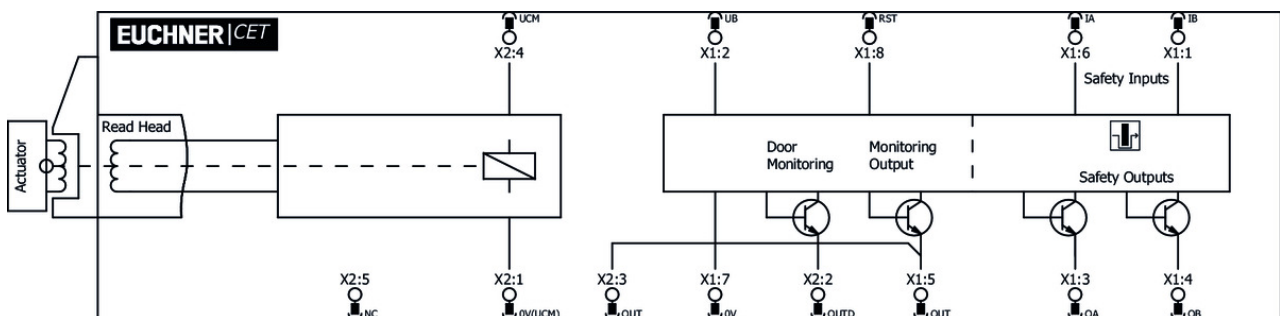 EUCHNER CET
UCM
UB
RST
IA
IB
X2:4
X1:2
X1:8
X1:6
X1:1
Safety Inputs
Actuator
Read Head
Door
Monitoring
Monitoring
Output
Safety Outputs
X2:5
X2:1
X2:3
X1:7
X2:2
X1:5
X1:3
X1:4
NC
0V(UCM)
OUT
0V
OUTD
OUT
OA
OB